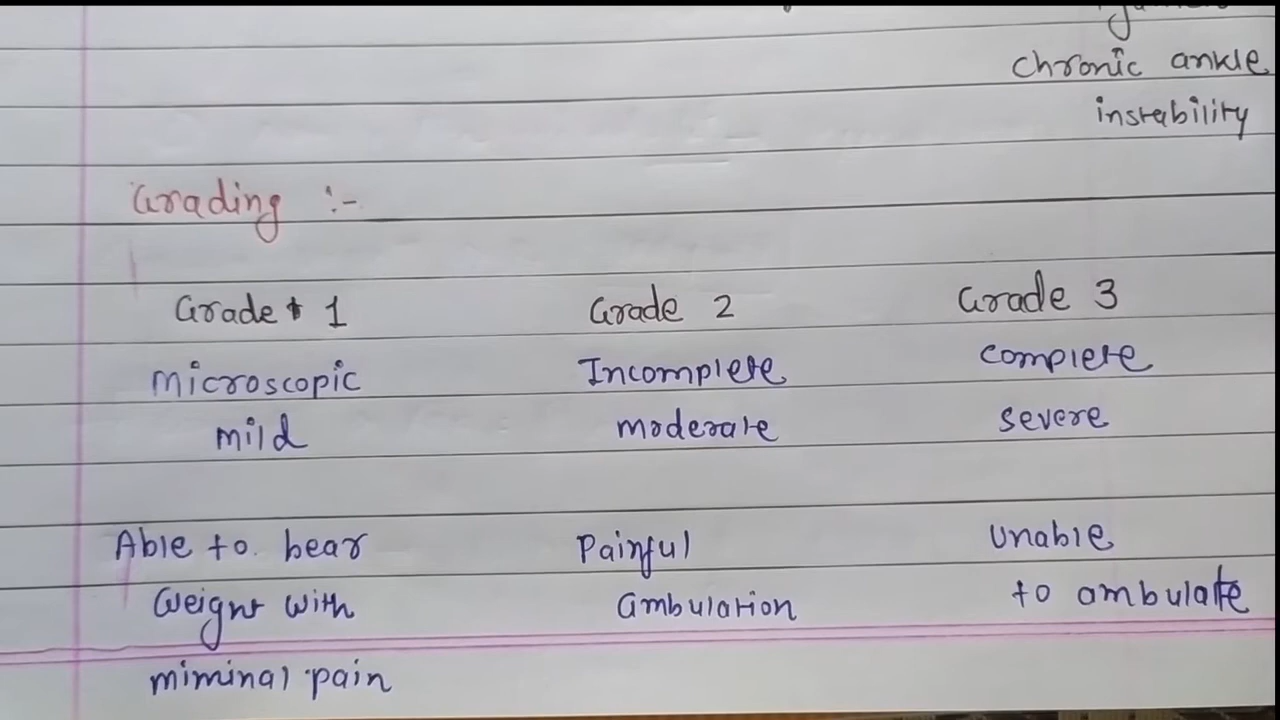 chronic ankle
instability
Grading :-
Grade 1 Grade 2 Grade 3
Microscopic Incomplete complete
mild moderate severe
Able to bear Painful unable
weight with ambulation to ambulate
miminal pain